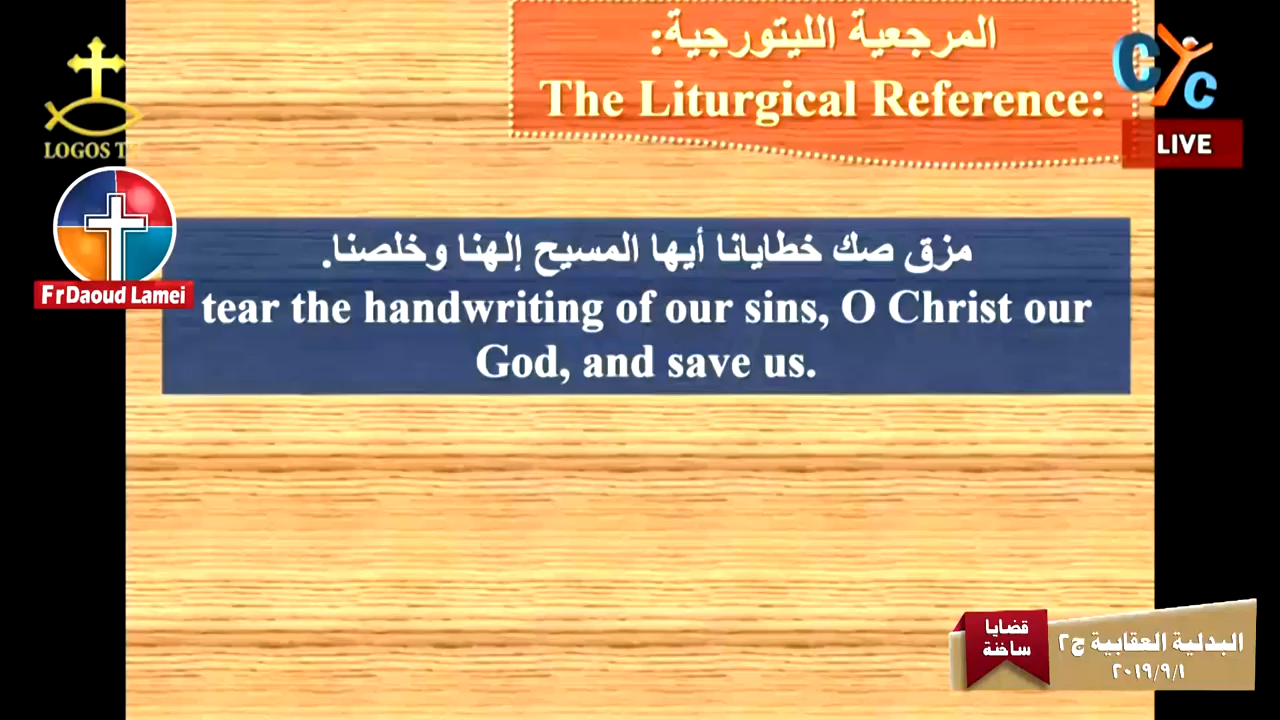 المرجعية الليتورجية:
The Liturgical Reference:
CYC
LIVE
LOGOS T
FrDaoud Lamei
مزق صك خطايانا أيها المسيح إلهنا وخلصنا.
tear the handwriting of our sins, O Christ our
God, and save us.
قضايا
ساخنة
البدلية العقابية ج٢
٢٠١٩/٩/١